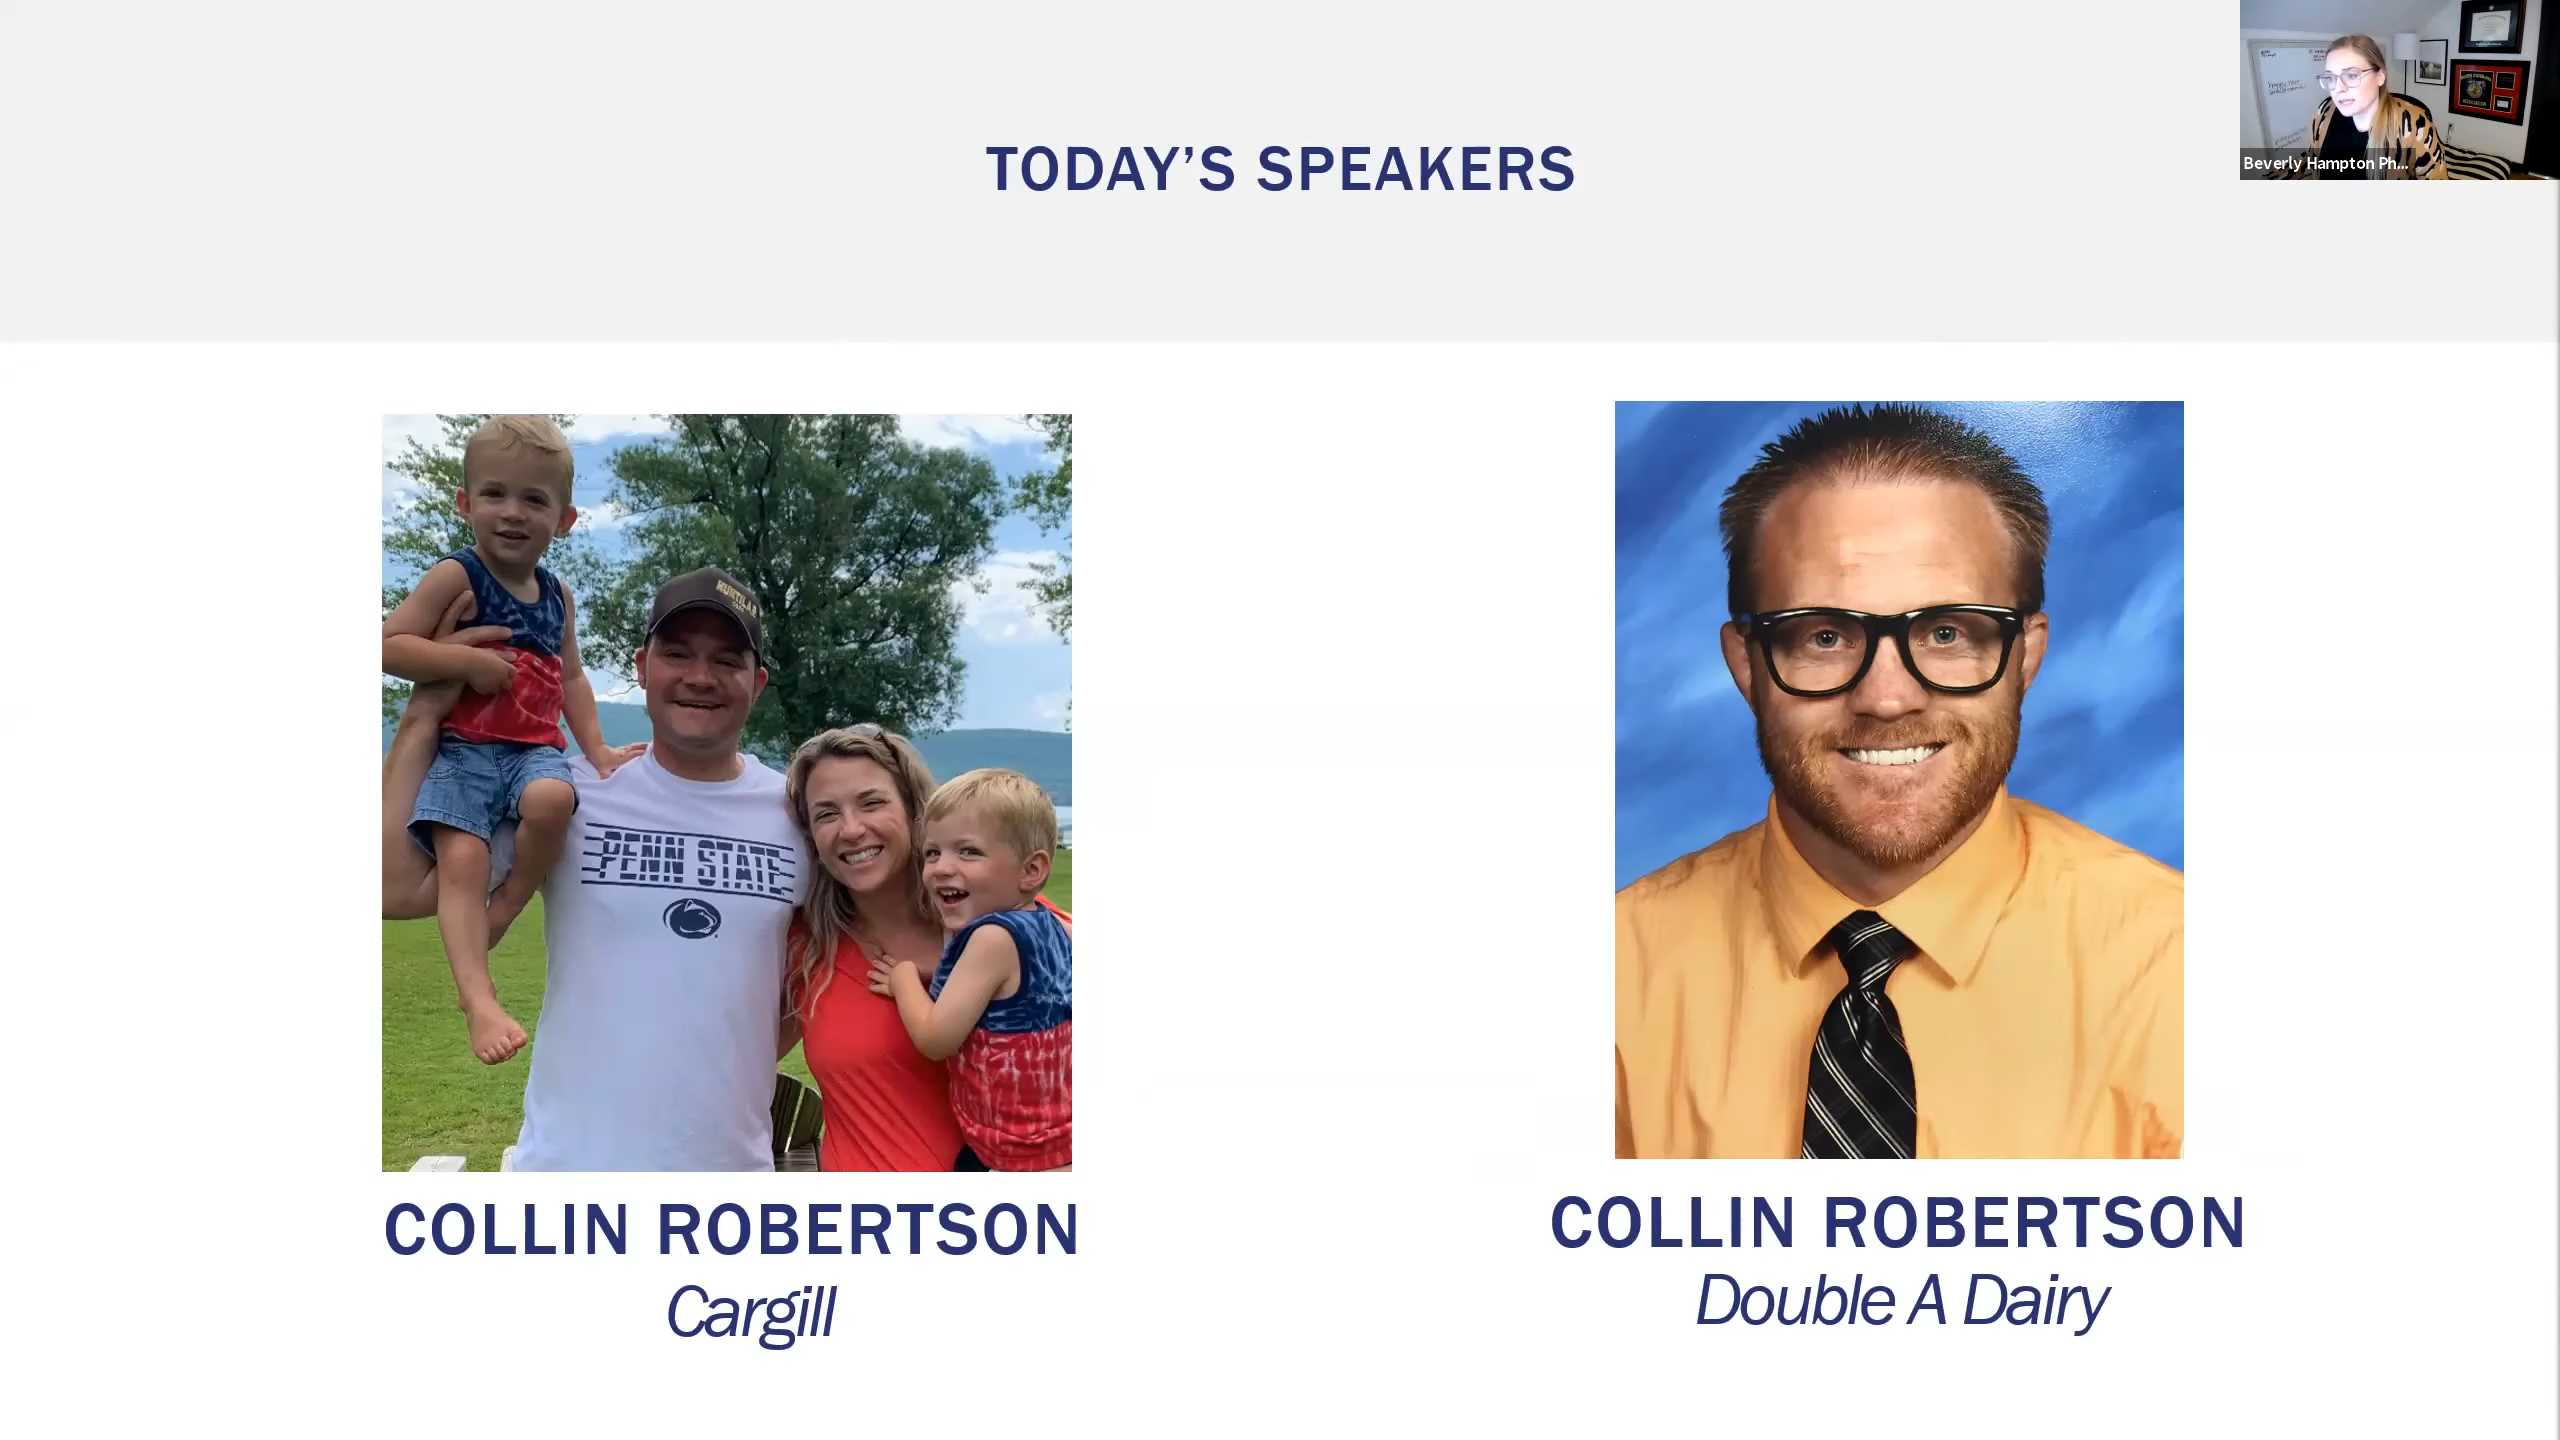 TODAY’S SPEAKERS
Beverly Hampton Ph...
PENN STATE
COLLIN ROBERTSON
Cargill
COLLIN ROBERTSON
Double A Dairy